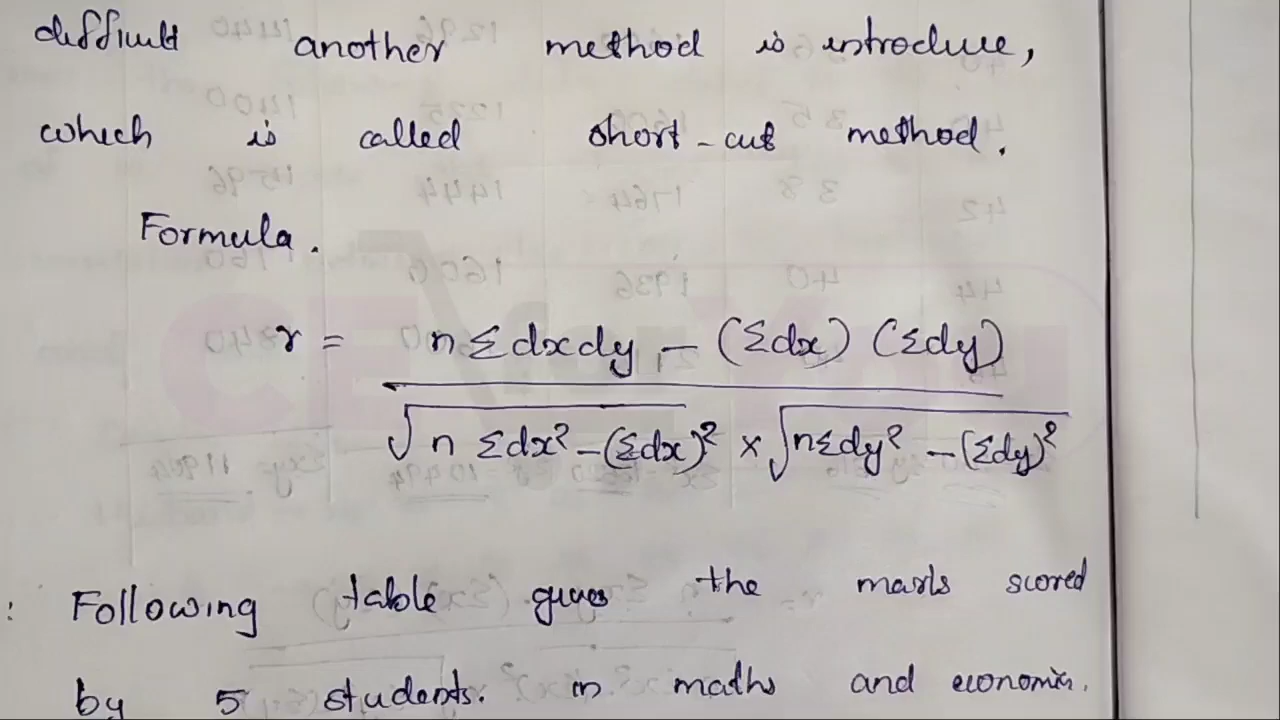 difficult another method is introduce,
which is called short-cut method.
Formula.
r = n Σdxdy - (Σdx) (Σdy)
√n Σdx² - (Σdx)² × √nΣdy² - (Σdy)²
: Following table gives the marks scored
by 5 students. in maths and economics.